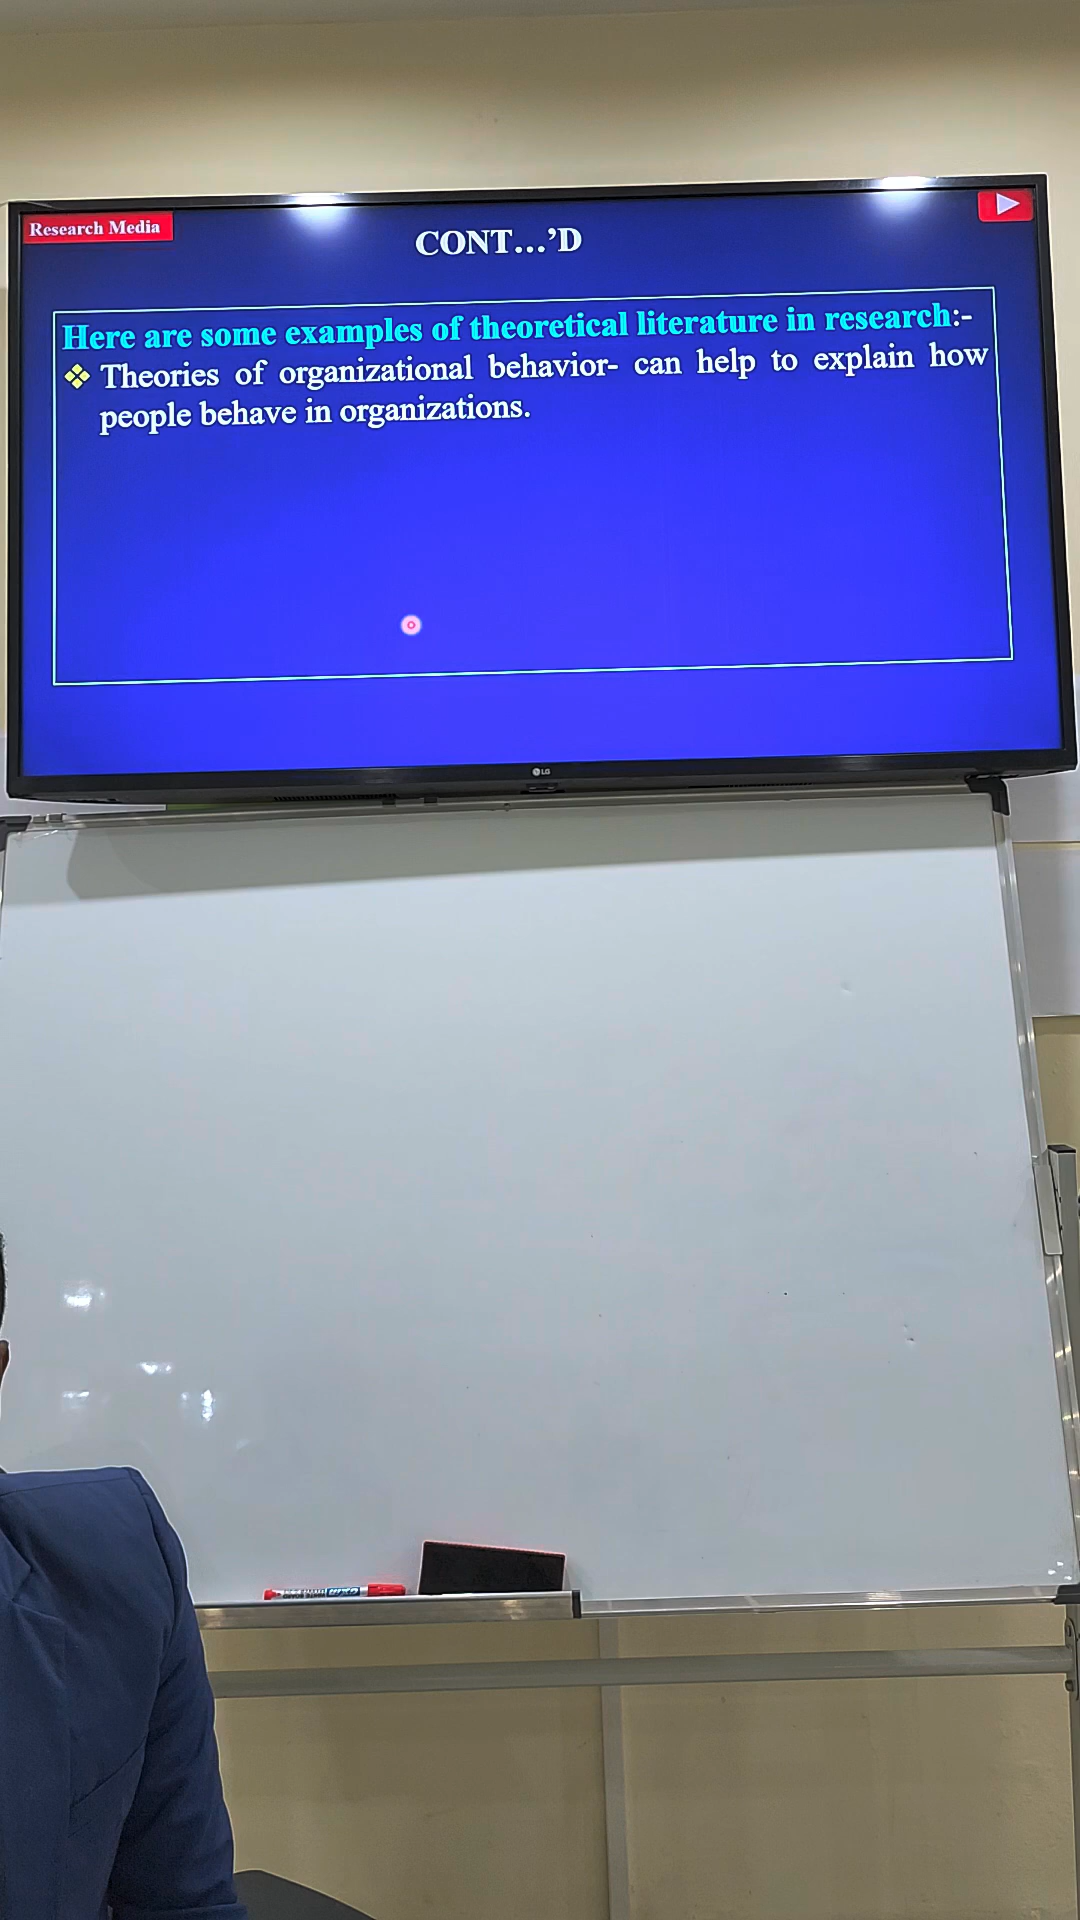 Research Media
CONT...’D
Here are some examples of theoretical literature in research:-
❖ Theories of organizational behavior- can help to explain how
people behave in organizations.
LG